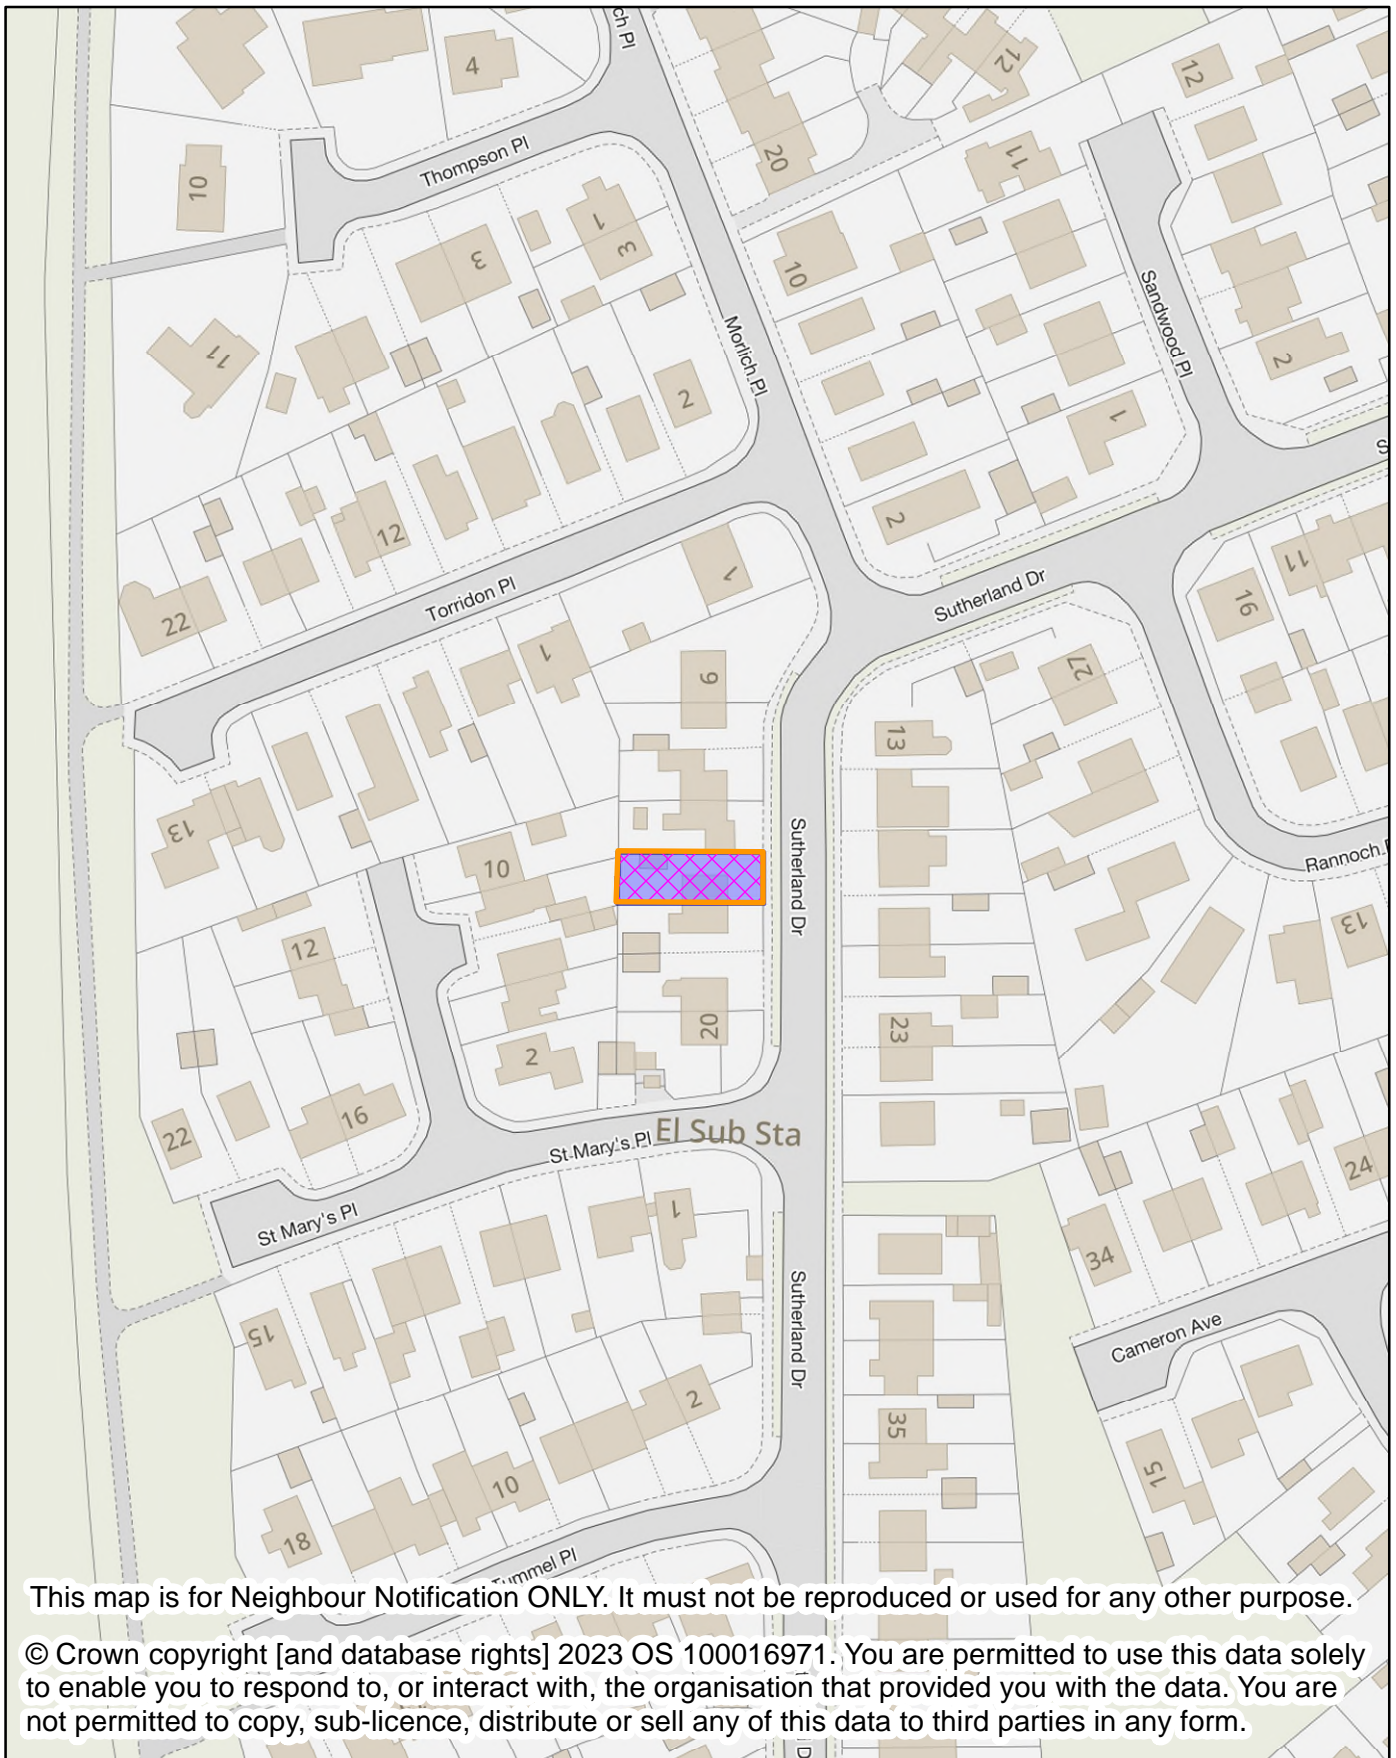 ch Pl
4
12
12
20
11
Thompson Pl
10
3
1
3
10
Sandwood Pl
11
Morlich Pl
2
2
1
S
12
2
Torridon Pl
22
1
Sutherland Dr
11
16
1
9
27
13
13
Sutherland Dr
10
Rannoch
13
12
20
23
2
16
22
El Sub Sta
St Mary's Pl
24
St Mary's Pl
1
34
15
Sutherland Dr
Cameron Ave
2
35
15
10
18
Tummel Pl
This map is for Neighbour Notification ONLY. It must not be reproduced or used for any other purpose.
© Crown copyright [and database rights] 2023 OS 100016971. You are permitted to use this data solely
to enable you to respond to, or interact with, the organisation that provided you with the data. You are
not permitted to copy, sub-licence, distribute or sell any of this data to third parties in any form.
D